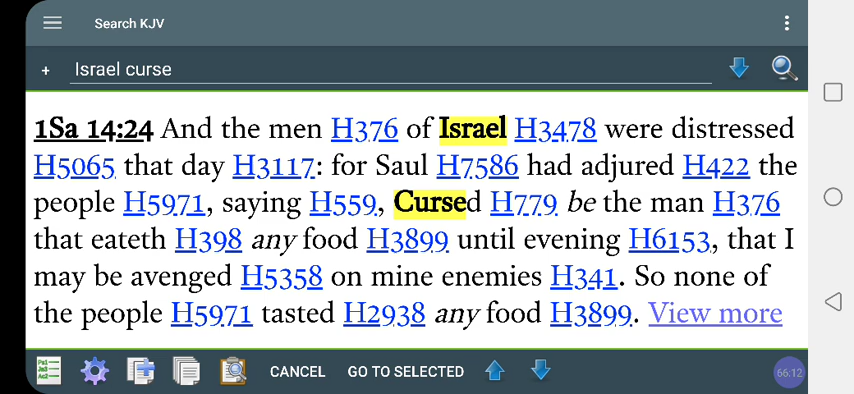 Search KJV
+ Israel curse
1Sa 14:24 And the men H376 of Israel H3478 were distressed
H5065 that day H3117: for Saul H7586 had adjured H422 the
people H5971, saying H559, Cursed H779 be the man H376
that eateth H398 any food H3899 until evening H6153, that I
may be avenged H5358 on mine enemies H341. So none of
the people H5971 tasted H2938 any food H3899. View more
CANCEL GO TO SELECTED 66:12